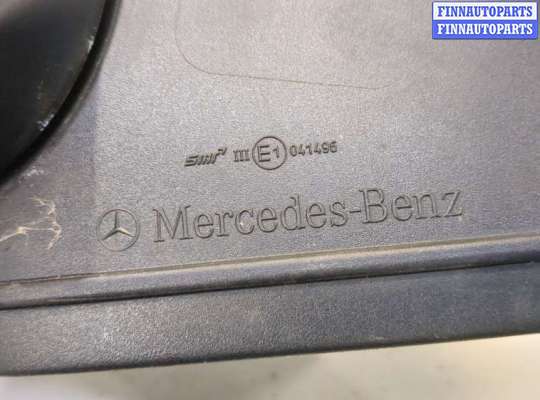 FINNAUTOPARTS
FINNAUTOPARTS
SMR III E1 041496
Mercedes-Benz